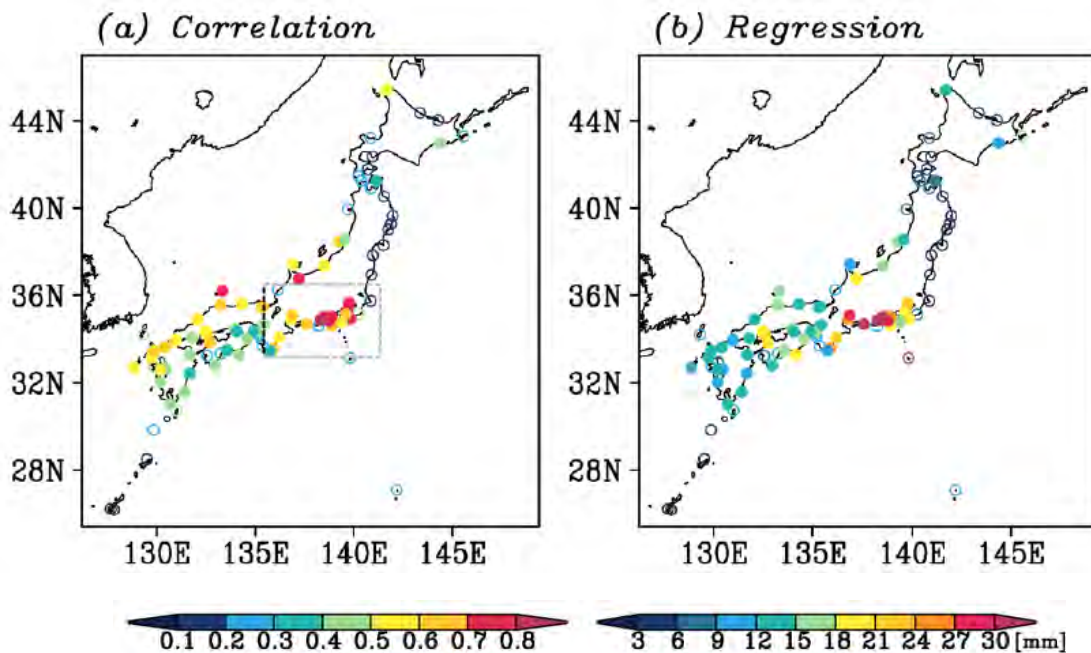 (a) Correlation
(b) Regression
44N
40N
36N
32N
28N
130E 135E 140E 145E
44N
40N
36N
32N
28N
130E 135E 140E 145E
0.1 0.2 0.3 0.4 0.5 0.6 0.7 0.8
3 6 9 12 15 18 21 24 27 30 [mm]